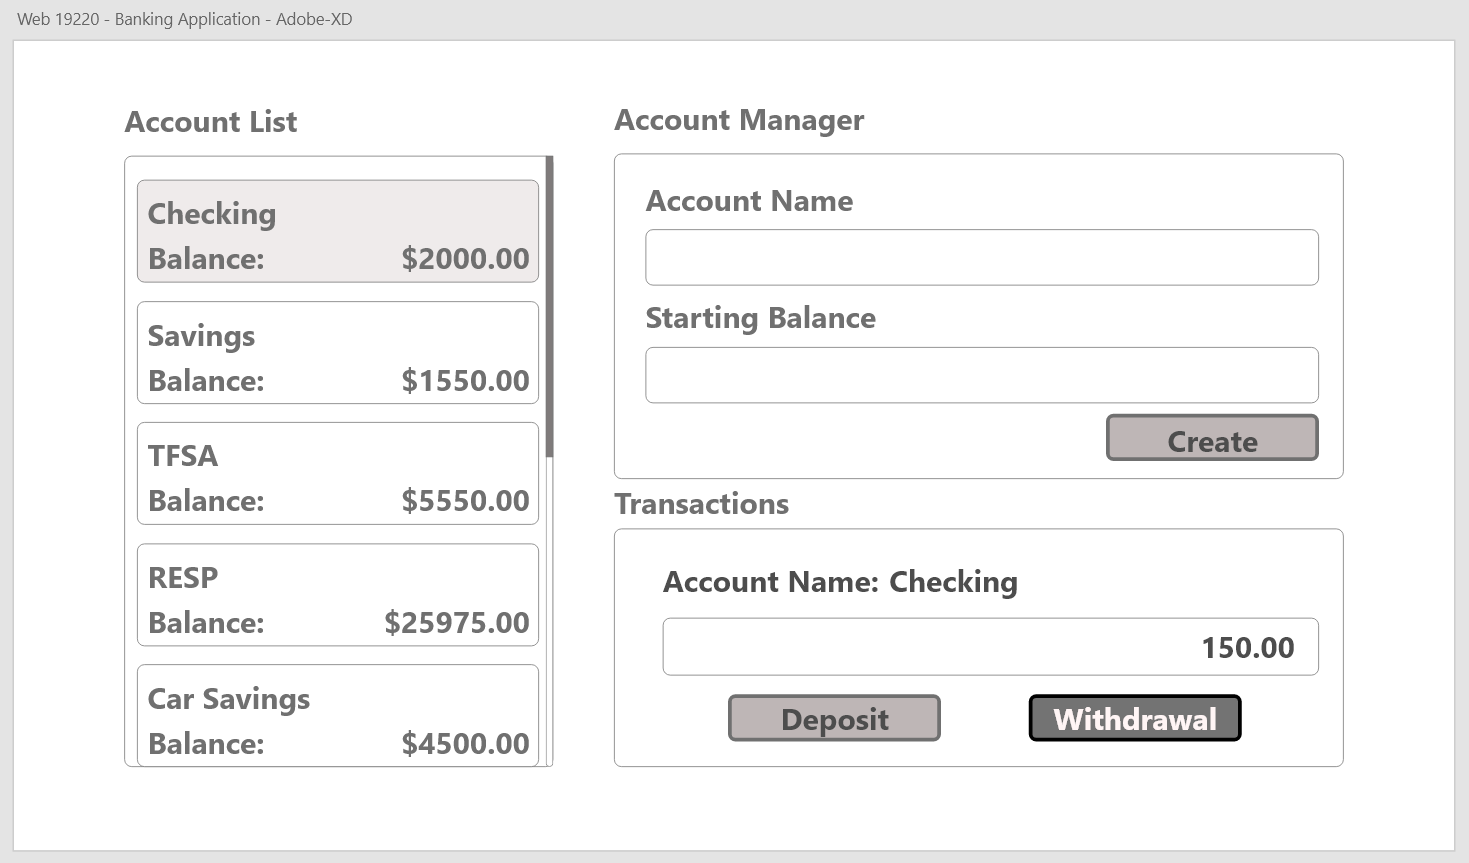 Web 19220 - Banking Application - Adobe-XD
Account List
Checking
Balance: $2000.00
Savings
Balance: $1550.00
TFSA
Balance: $5550.00
RESP
Balance: $25975.00
Car Savings
Balance: $4500.00
Account Manager
Account Name
Starting Balance
Create
Transactions
Account Name: Checking
150.00
Deposit Withdrawal